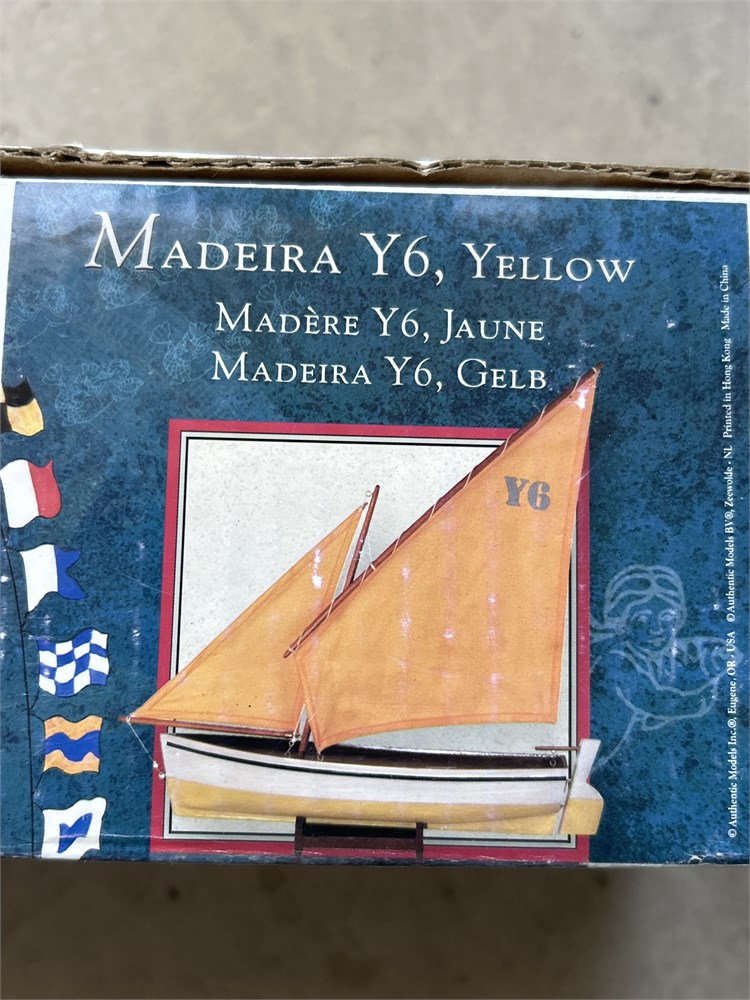 MADEIRA Y6, YELLOW
MADÈRE Y6, JAUNE
MADEIRA Y6, GELB
Y6
© Authentic Models Inc.®, Eugene, OR · USA © Authentic Models BV®, Zeewolde · NL Printed in Hong Kong Made in China